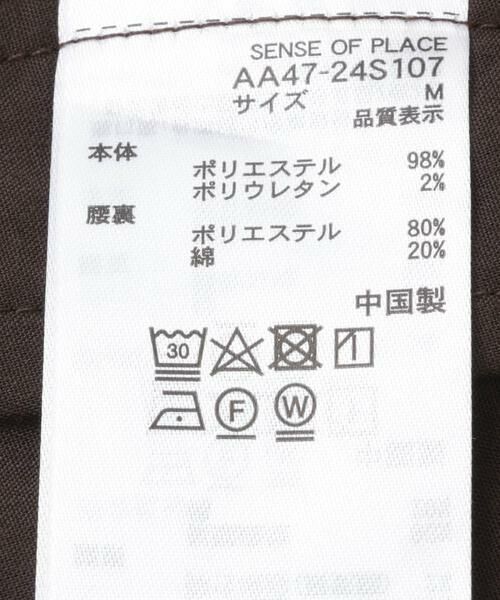 SENSE OF PLACE
AA47-24S107
サイズ M
品質表示
本体
ポリエステル 98%
ポリウレタン 2%
腰裏
ポリエステル 80%
綿 20%
中国製
30
F W